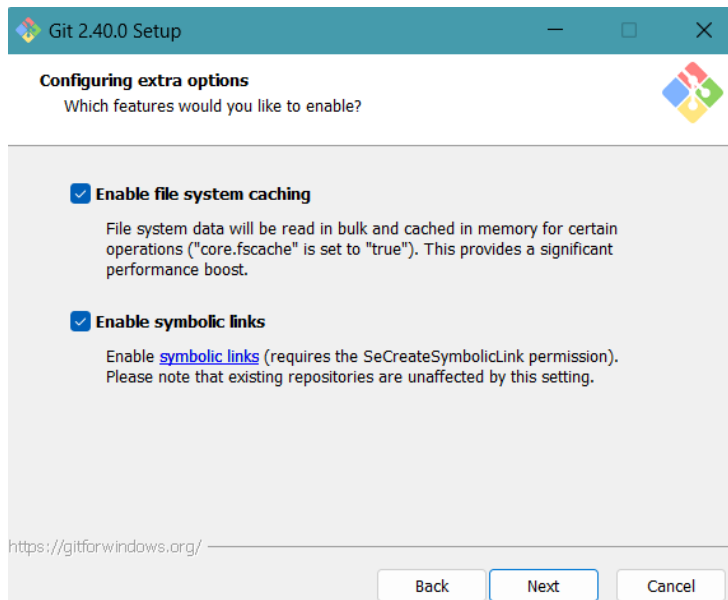 Git 2.40.0 Setup
Configuring extra options
Which features would you like to enable?
Enable file system caching
File system data will be read in bulk and cached in memory for certain
operations ("core.fscache" is set to "true"). This provides a significant
performance boost.
Enable symbolic links
Enable symbolic links (requires the SeCreateSymbolicLink permission).
Please note that existing repositories are unaffected by this setting.
https://gitforwindows.org/
Back Next Cancel